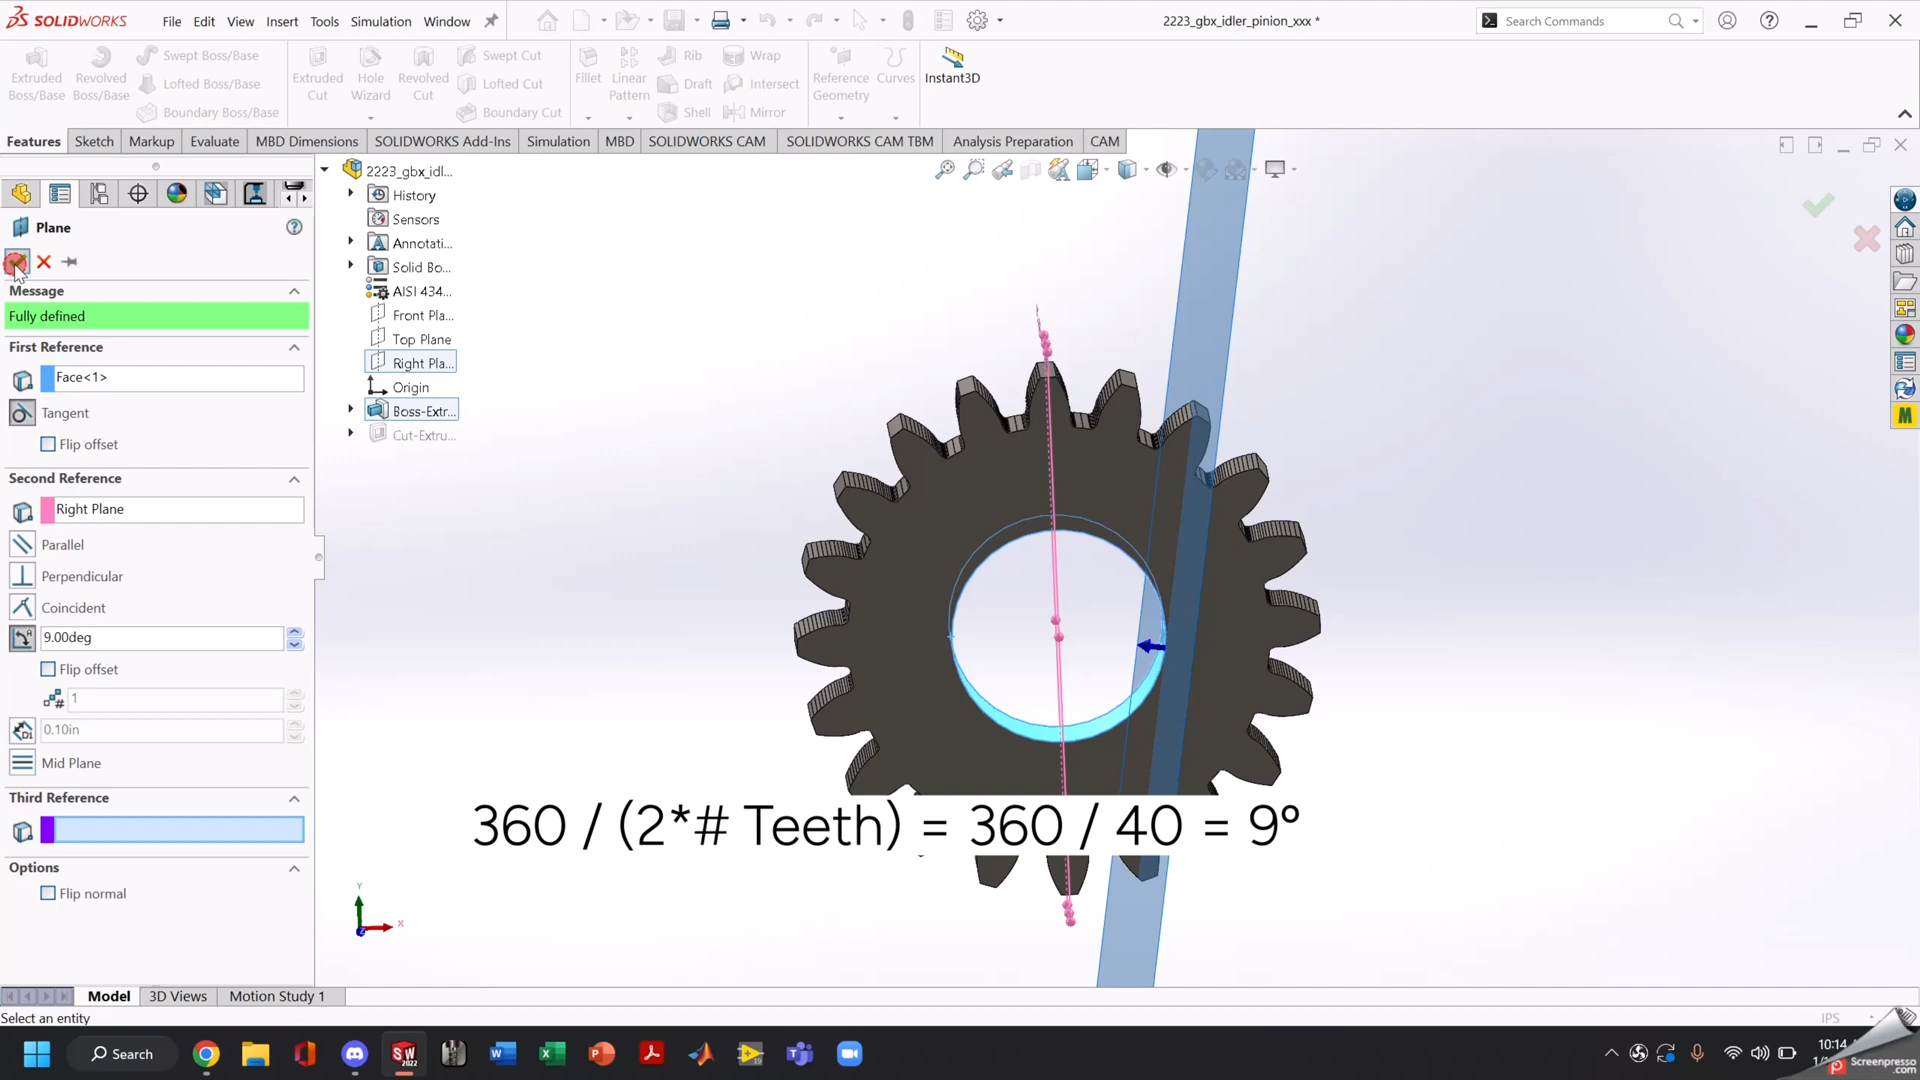 SOLIDWORKS
File Edit View Insert Tools Simulation Window
2223_gbx_idler_pinion_xxx *
Search Commands
Extruded Boss/Base
Revolved Boss/Base
Swept Boss/Base
Lofted Boss/Base
Boundary Boss/Base
Extruded Cut
Hole Wizard
Revolved Cut
Swept Cut
Lofted Cut
Boundary Cut
Fillet
Linear Pattern
Rib
Draft
Shell
Wrap
Intersect
Mirror
Reference Geometry
Curves
Instant3D
Features Sketch Markup Evaluate MBD Dimensions SOLIDWORKS Add-Ins Simulation MBD SOLIDWORKS CAM SOLIDWORKS CAM TBM Analysis Preparation CAM
Plane
Message
Fully defined
First Reference
Face<1>
Tangent
Flip offset
Second Reference
Right Plane
Parallel
Perpendicular
Coincident
9.00deg
Flip offset
1
0.10in
Mid Plane
Third Reference
Options
Flip normal
2223_gbx_idl...
History
Sensors
Annotati...
Solid Bo...
AISI 434...
Front Pla...
Top Plane
Right Pla...
Origin
Boss-Extr...
Cut-Extru...
360 / (2*# Teeth) = 360 / 40 = 9°
Y
X
Model 3D Views Motion Study 1
Select an entity
IPS
Search
SW
2022
10:14
Screenpresso
.com